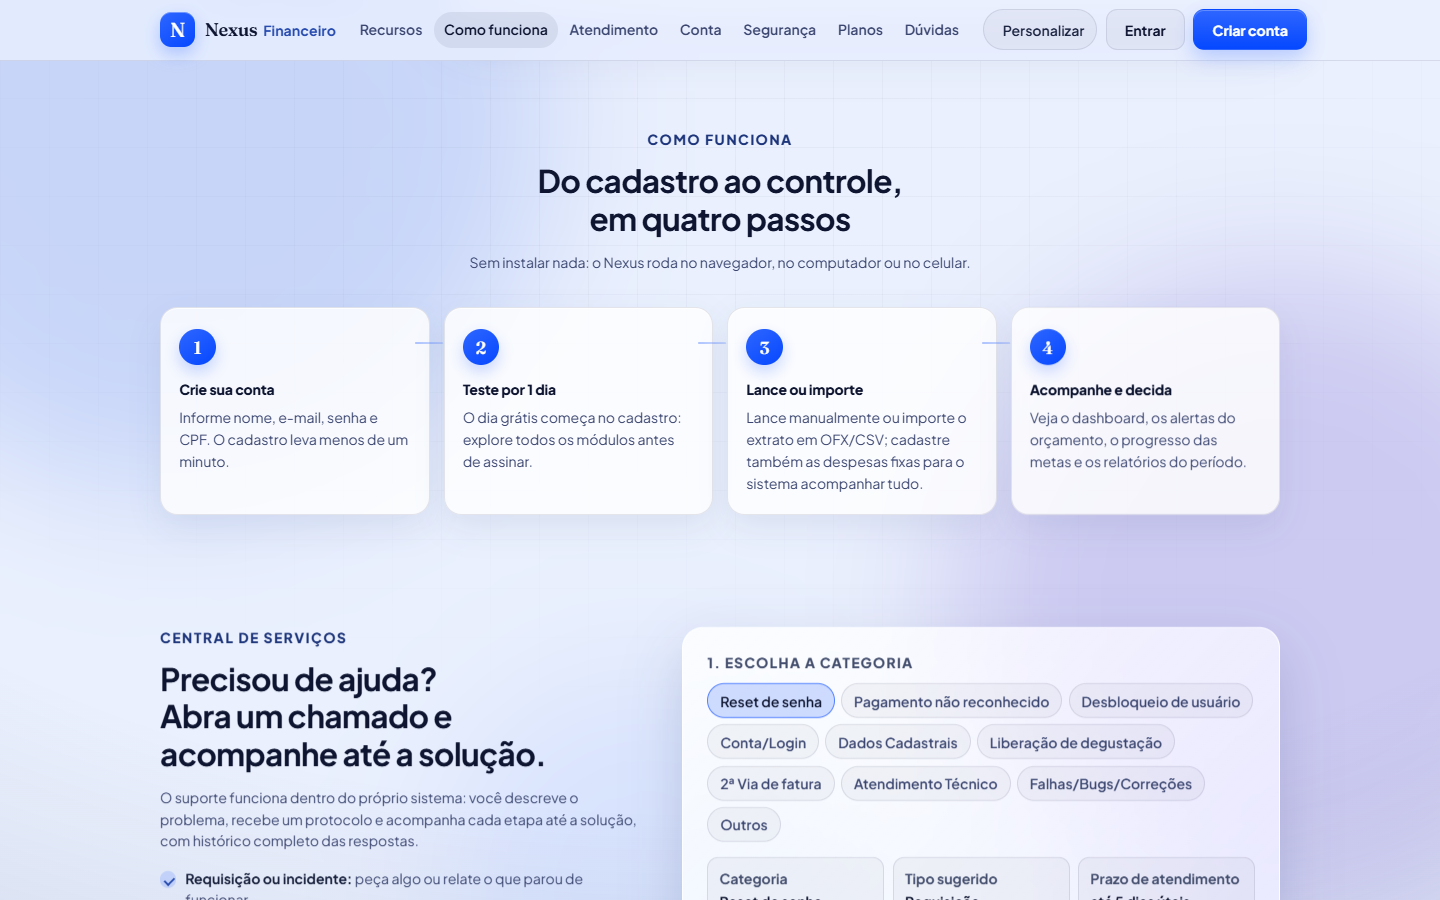 N Nexus Financeiro Recursos Como funciona Atendimento Conta Segurança Planos Dúvidas Personalizar Entrar Criar conta
COMO FUNCIONA
Do cadastro ao controle,
em quatro passos
Sem instalar nada: o Nexus roda no navegador, no computador ou no celular.
1
Crie sua conta
Informe nome, e-mail, senha e
CPF. O cadastro leva menos de um
minuto.
2
Teste por 1 dia
O dia grátis começa no cadastro:
explore todos os módulos antes
de assinar.
3
Lance ou importe
Lance manualmente ou importe o
extrato em OFX/CSV; cadastre
também as despesas fixas para o
sistema acompanhar tudo.
4
Acompanhe e decida
Veja o dashboard, os alertas do
orçamento, o progresso das
metas e os relatórios do período.
CENTRAL DE SERVIÇOS
Precisou de ajuda?
Abra um chamado e
acompanhe até a solução.
O suporte funciona dentro do próprio sistema: você descreve o
problema, recebe um protocolo e acompanha cada etapa até a solução,
com histórico completo das respostas.
Requisição ou incidente: peça algo ou relate o que parou de
funcionar
1. ESCOLHA A CATEGORIA
Reset de senha Pagamento não reconhecido Desbloqueio de usuário
Conta/Login Dados Cadastrais Liberação de degustação
2ª Via de fatura Atendimento Técnico Falhas/Bugs/Correções
Outros
Categoria
Reset de senha
Tipo sugerido
Requisição
Prazo de atendimento
até 5 dias úteis